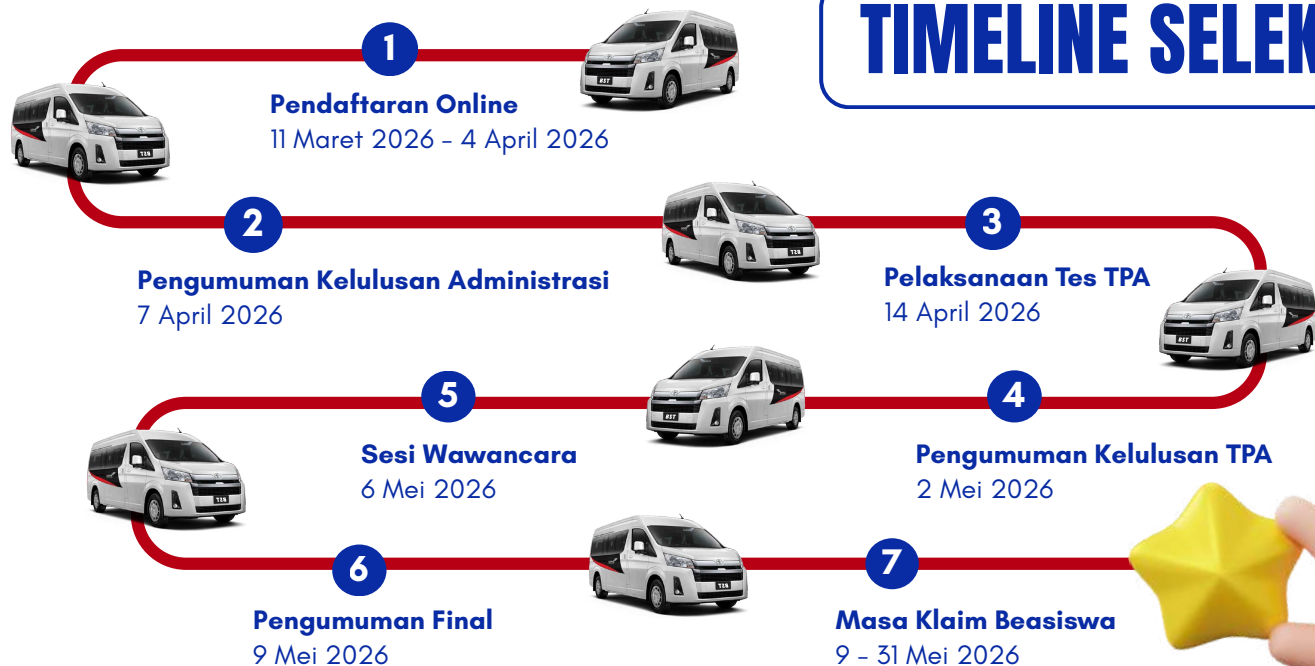 TIMELINE SELEK
1
Pendaftaran Online
11 Maret 2026 - 4 April 2026
2
Pengumuman Kelulusan Administrasi
7 April 2026
3
Pelaksanaan Tes TPA
14 April 2026
4
Pengumuman Kelulusan TPA
2 Mei 2026
5
Sesi Wawancara
6 Mei 2026
6
Pengumuman Final
9 Mei 2026
7
Masa Klaim Beasiswa
9 - 31 Mei 2026